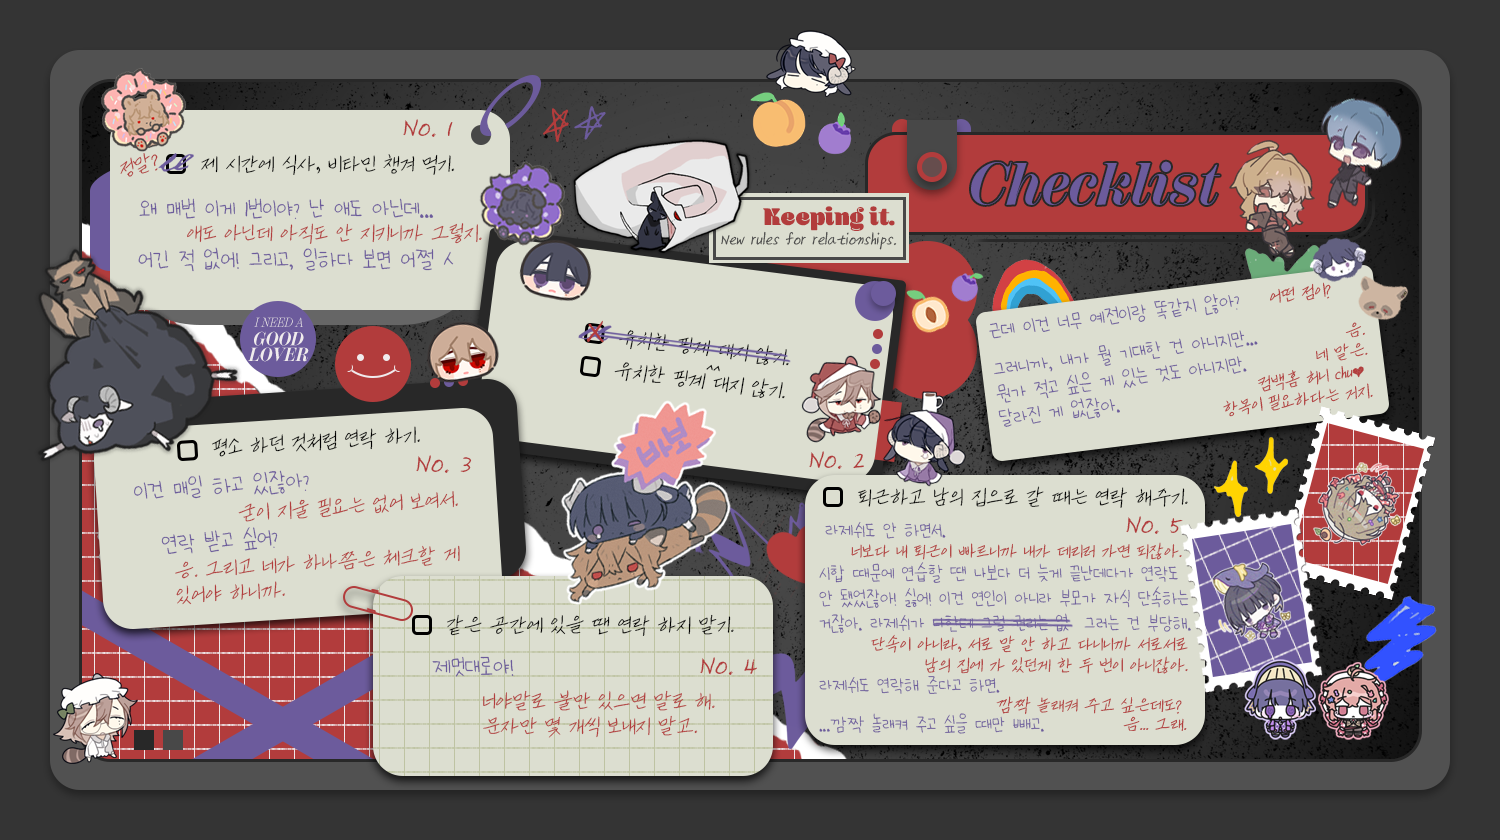 No. 1
정말?
제 시간에 식사, 비타민 챙겨 먹기.
왜 매번 이게 1번이야? 난 애도 아닌데...
애도 아닌데 아직도 안 지키니까 그렇지.
어긴 적 없어! 그리고, 일하다 보면 어쩔 수
I NEED A
GOOD
LOVER
Checklist
Keeping it.
New rules for relationships.
유치한 핑계 대지 않기.
유치한 핑계^^대지 않기.
No. 2
근데 이건 너무 예전이랑 똑같지 않아?
어떤 점이?
그러니까, 내가 뭘 기대한 건 아니지만...
뭔가 적고 싶은 게 있는 것도 아니지만.
달라진 게 없잖아.
음.
네 말은.
컴백홈 허니 chu♥
항목이 필요하다는 거지.
평소 하던 것처럼 연락 하기.
No. 3
이건 매일 하고 있잖아?
굳이 지울 필요는 없어 보여서.
연락 받고 싶어?
응. 그리고 네가 하나쯤은 체크할 게
있어야 하니까.
바보
같은 공간에 있을 땐 연락 하지 말기.
제멋대로야!
No. 4
너야말로 불만 있으면 말로 해.
문자만 몇 개씩 보내지 말고.
퇴근하고 남의 집으로 갈 때는 연락 해주기.
라제쉬도 안 하면서.
No. 5
너보다 내 퇴근이 빠르니까 내가 데리러 가면 되잖아.
시합 때문에 연습할 땐 나보다 더 늦게 끝난데다가 연락도
안 됐었잖아! 싫어! 이건 연인이 아니라 부모가 자식 단속하는
거잖아. 라제쉬가 나한테 그럴 권리는 없 그러는 건 부당해.
단속이 아니라, 서로 말 안 하고 다니니까 서로서로
남의 집에 가 있던게 한 두 번이 아니잖아.
라제쉬도 연락해 준다고 하면.
깜짝 놀래켜 주고 싶은데도?
...깜짝 놀래켜 주고 싶을 때만 빼고.
음... 그래.